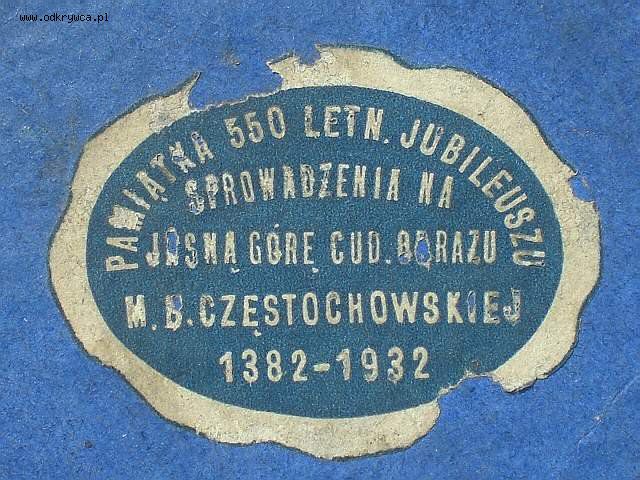 www.odkrywca.pl
PAMIĄTKA 550 LETN. JUBILEUSZU
SPROWADZENIA NA
JASNĄ GÓRĘ CUD. OBRAZU
M.B. CZĘSTOCHOWSKIEJ
1382-1932